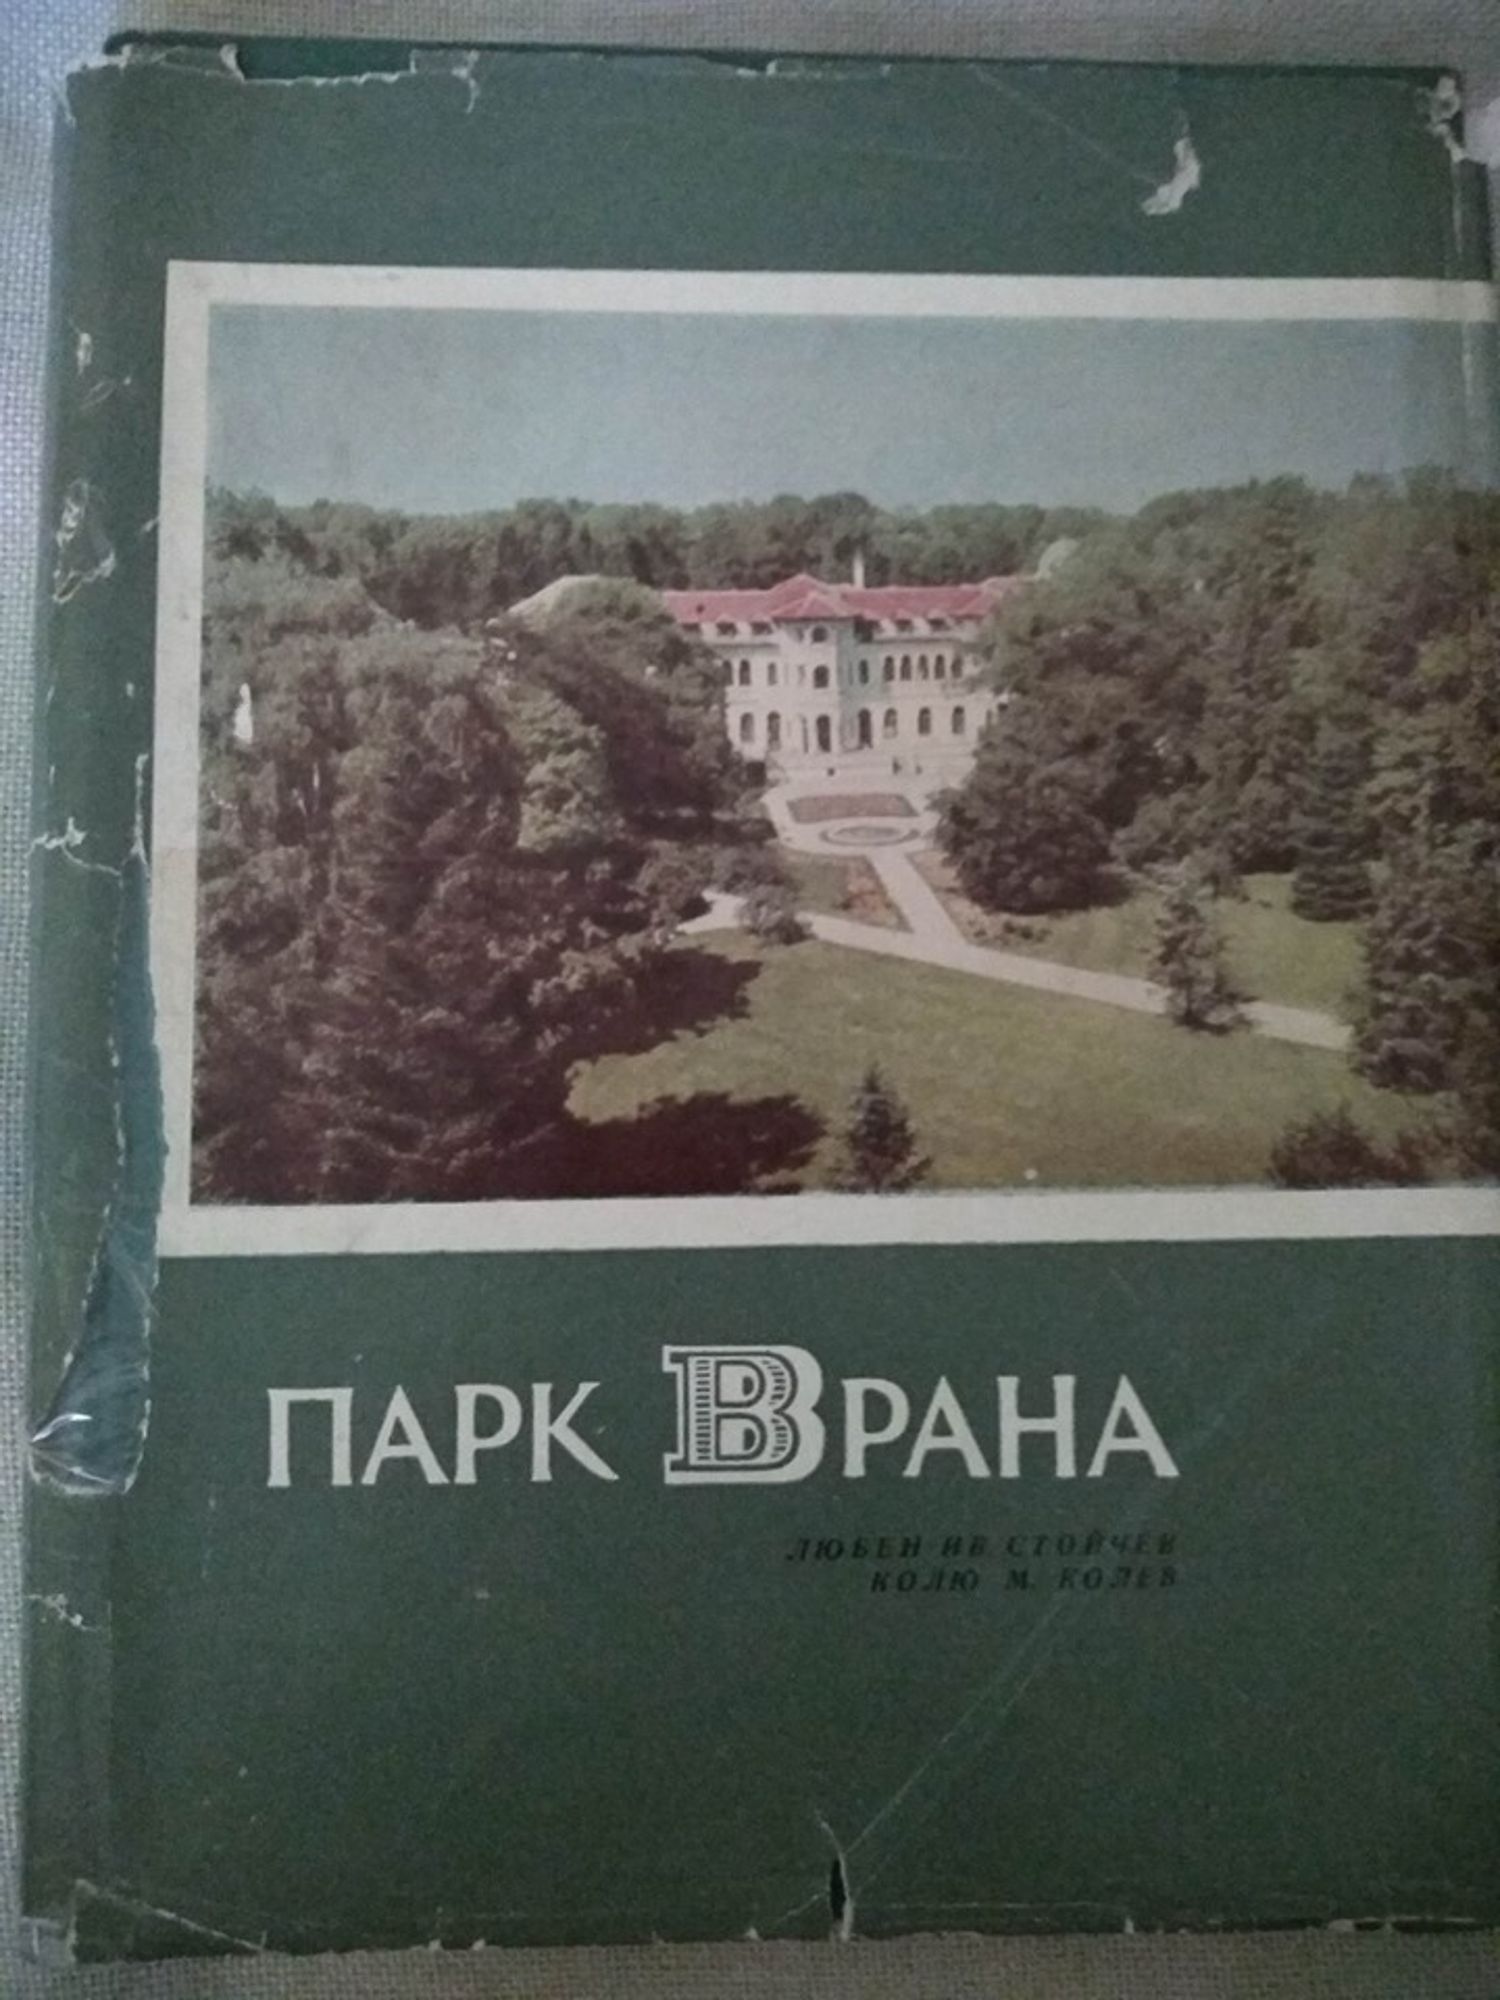 ПАРК ВРАНА
ЛЮБЕН ИВ СТОЙЧЕВ
КОЛЮ М. КОЛЕВ